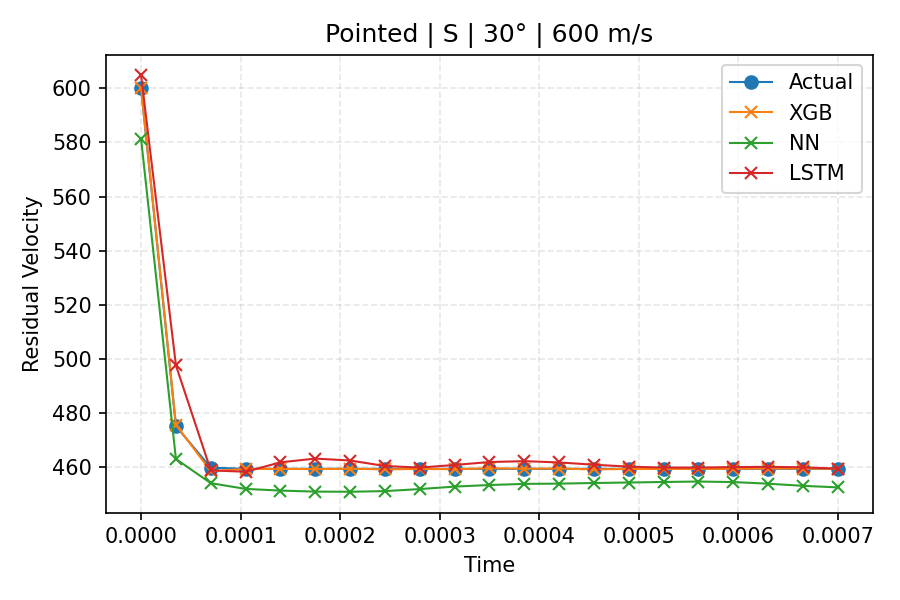 Pointed | S | 30° | 600 m/s
Residual Velocity
600
580
560
540
520
500
480
460
Actual
XGB
NN
LSTM
0.0000 0.0001 0.0002 0.0003 0.0004 0.0005 0.0006 0.0007
Time